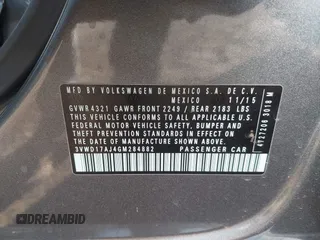 MFD BY VOLKSWAGEN DE MEXICO S.A. DE C.V.
MEXICO 11/15
GVWR 4321 GAWR FRONT 2249 / REAR 2183 LBS
THIS VEHICLE CONFORMS TO ALL APPLICABLE
FEDERAL MOTOR VEHICLE SAFETY, BUMPER AND
THEFT PREVENTION STANDARDS IN EFFECT ON
THE DATE OF MANUFACTURE SHOWN ABOVE
3VWD17AJ4GM284882 PASSENGER CAR
3018 M
DREAMBID